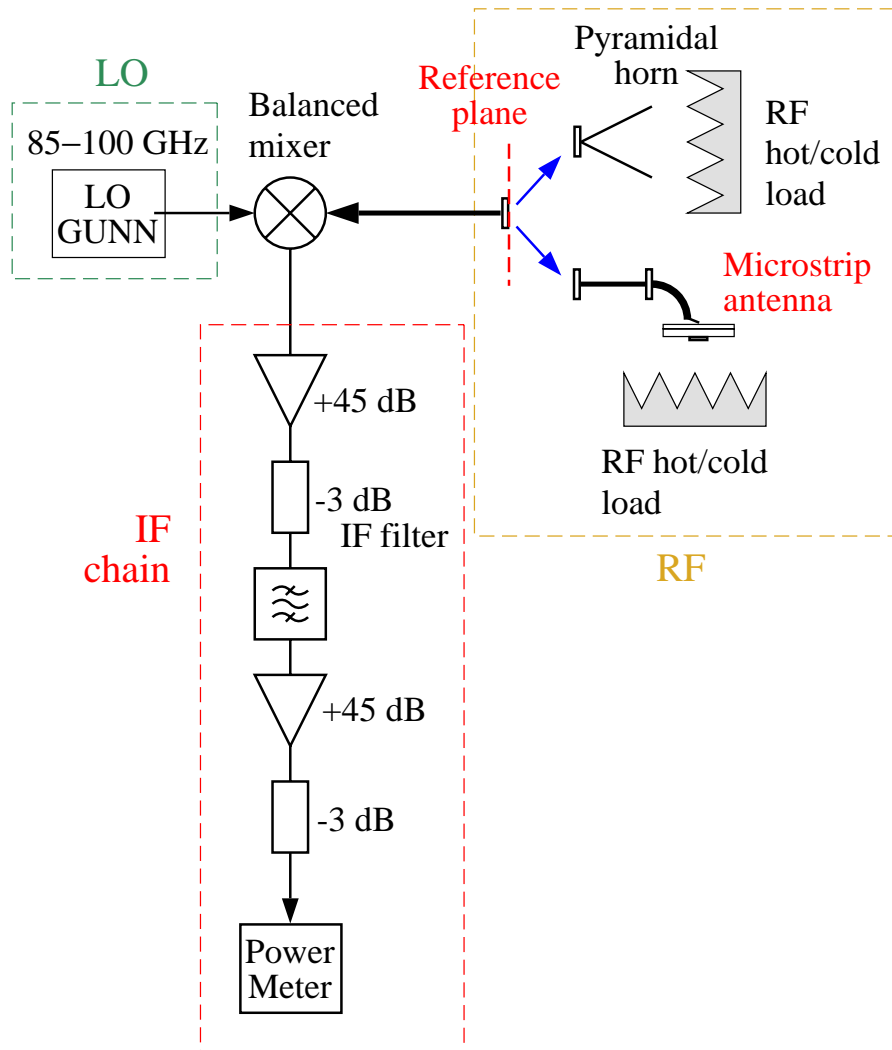 LO
85−100 GHz
LO
GUNN
Balanced
mixer
Reference
plane
Pyramidal
horn
RF
hot/cold
load
Microstrip
antenna
RF hot/cold
load
RF
+45 dB
-3 dB
IF filter
IF
chain
+45 dB
-3 dB
Power
Meter